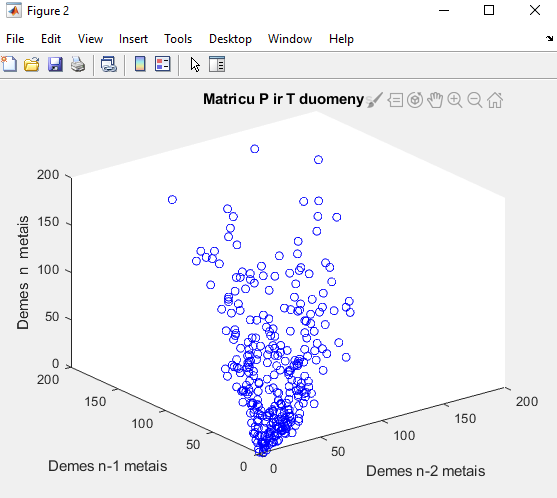 Figure 2
File Edit View Insert Tools Desktop Window Help
Matricu P ir T duomenys
200
150
100
50
0
Demes n metais
200
150
100
50
0
Demes n-1 metais
0
50
100
150
200
Demes n-2 metais